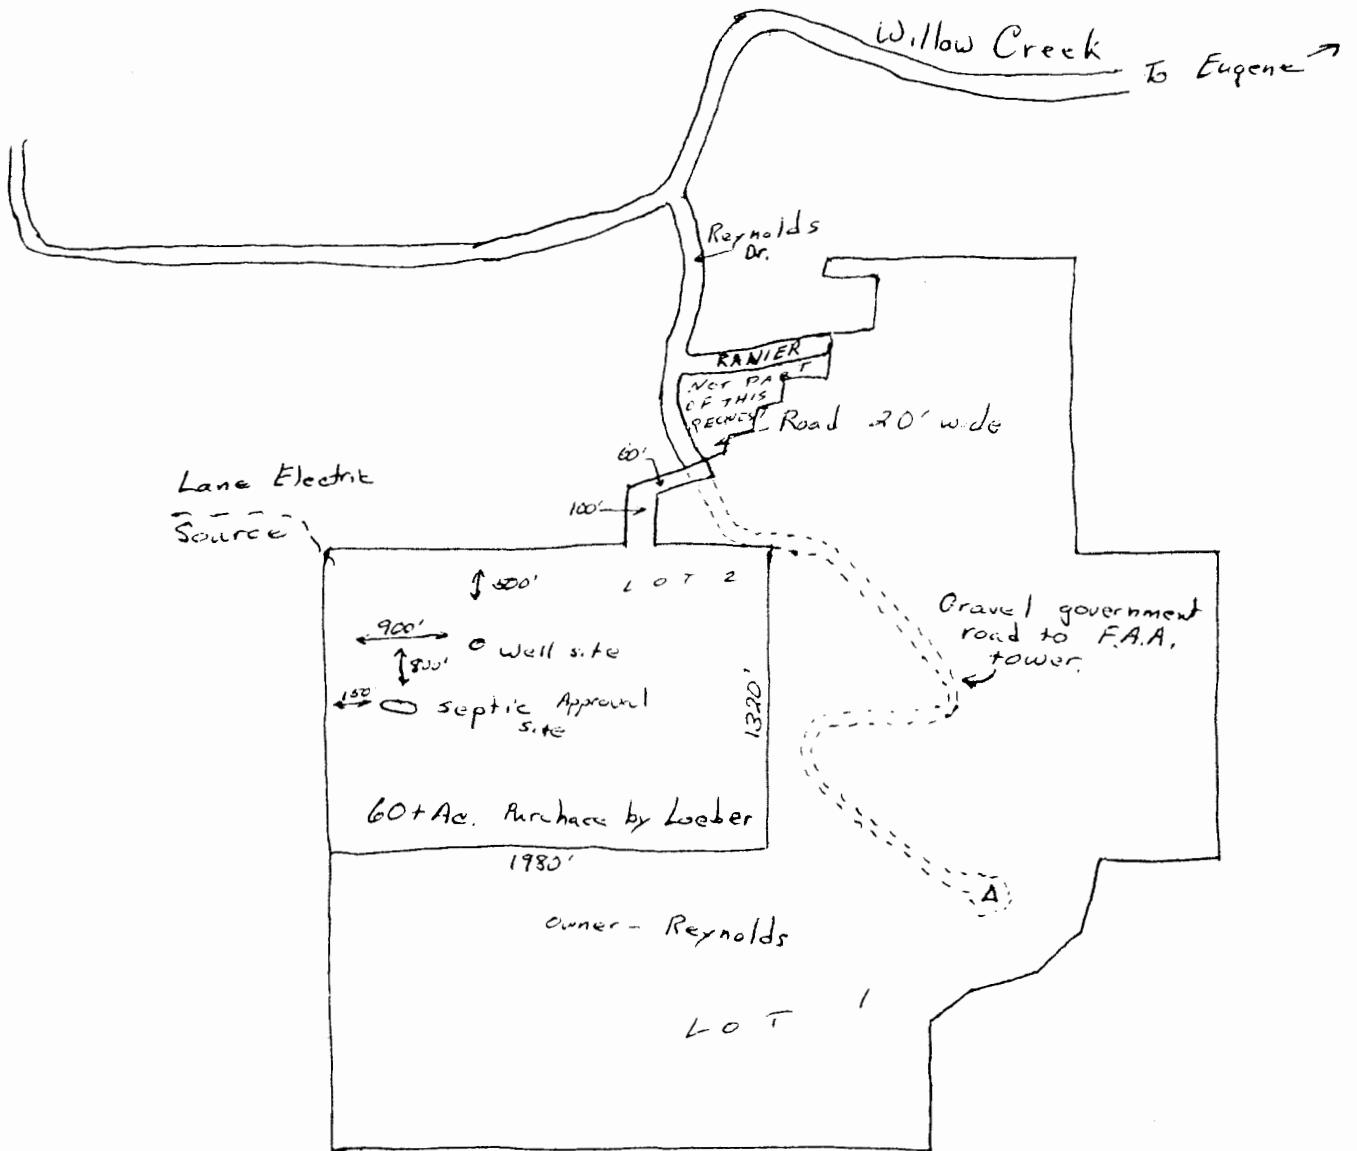 Willow Creek
To Eugene
Reynolds
Dr.
RANIER
NOT PART
OF THIS
REQUEST
Road 20' wide
60'
Lane Electric
Source
100'
500'
LOT 2
900'
well site
800'
150'
septic Approval
site
1320'
Gravel government
road to F.A.A.
tower.
60+Ac. Purchace by Loeber
1980'
Owner - Reynolds
LOT 1